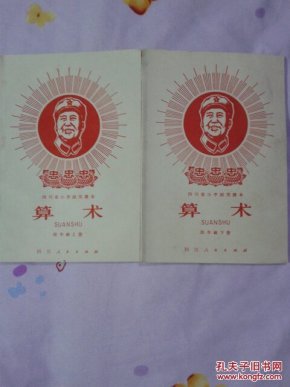 忠忠忠
四川省小学试用课本
算术
SUANSHU
四年级上册
四川人民出版社
忠忠忠
四川省小学试用课本
算术
SUANSHU
四年级下册
四川人民出版社
孔夫子旧书网